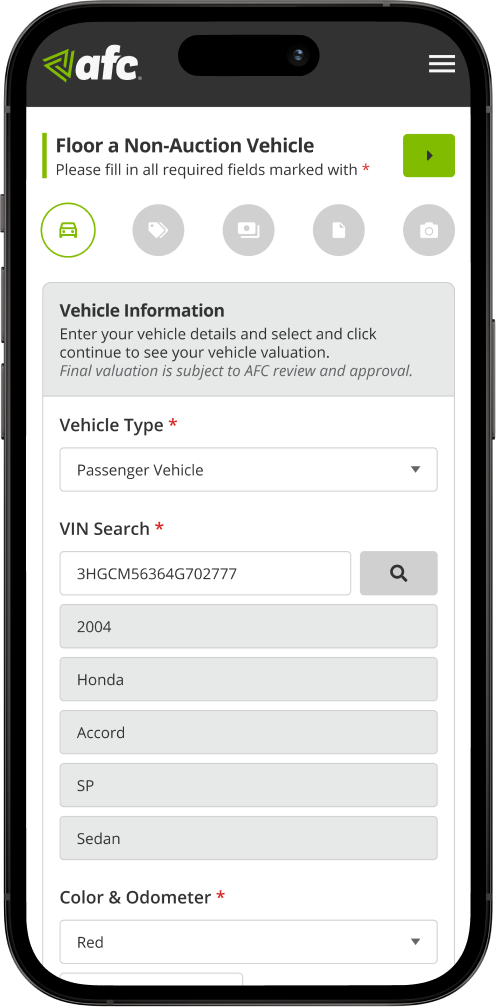 afc
Floor a Non-Auction Vehicle
Please fill in all required fields marked with *
Vehicle Information
Enter your vehicle details and select and click
continue to see your vehicle valuation.
Final valuation is subject to AFC review and approval.
Vehicle Type *
Passenger Vehicle
VIN Search *
3HGCM56364G702777
2004
Honda
Accord
SP
Sedan
Color & Odometer *
Red